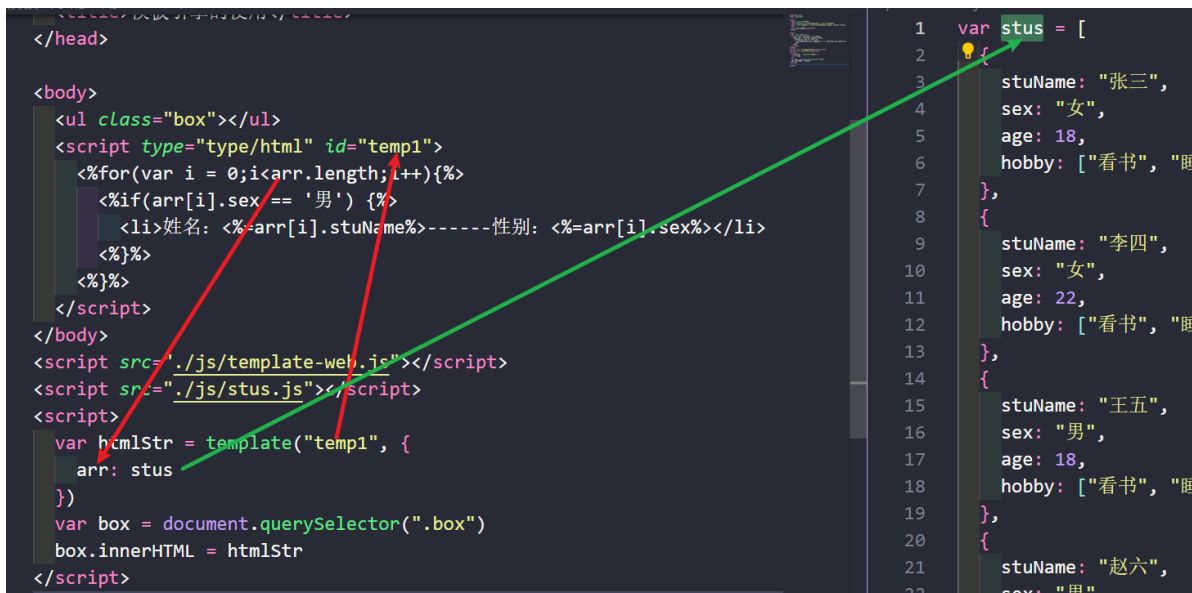 </head>
<body>
<ul class="box"></ul>
<script type="type/html" id="temp1">
<%for(var i = 0;i<arr.length;i++){%>
<%if(arr[i].sex == '男') {%>
<li>姓名：<%=arr[i].stuName%>------性别：<%=arr[i].sex%></li>
<%}%>
<%}%>
</script>
</body>
<script src="./js/template-web.js"></script>
<script src="./js/stus.js"></script>
<script>
var htmlStr = template("temp1", {
arr: stus
})
var box = document.querySelector(".box")
box.innerHTML = htmlStr
</script>
1 var stus = [
2 {
3 stuName: "张三",
4 sex: "女",
5 age: 18,
6 hobby: ["看书", "睡
7 },
8 {
9 stuName: "李四",
10 sex: "女",
11 age: 22,
12 hobby: ["看书", "睡
13 },
14 {
15 stuName: "王五",
16 sex: "男",
17 age: 18,
18 hobby: ["看书", "睡
19 },
20 {
21 stuName: "赵六",
22 sex: "男"